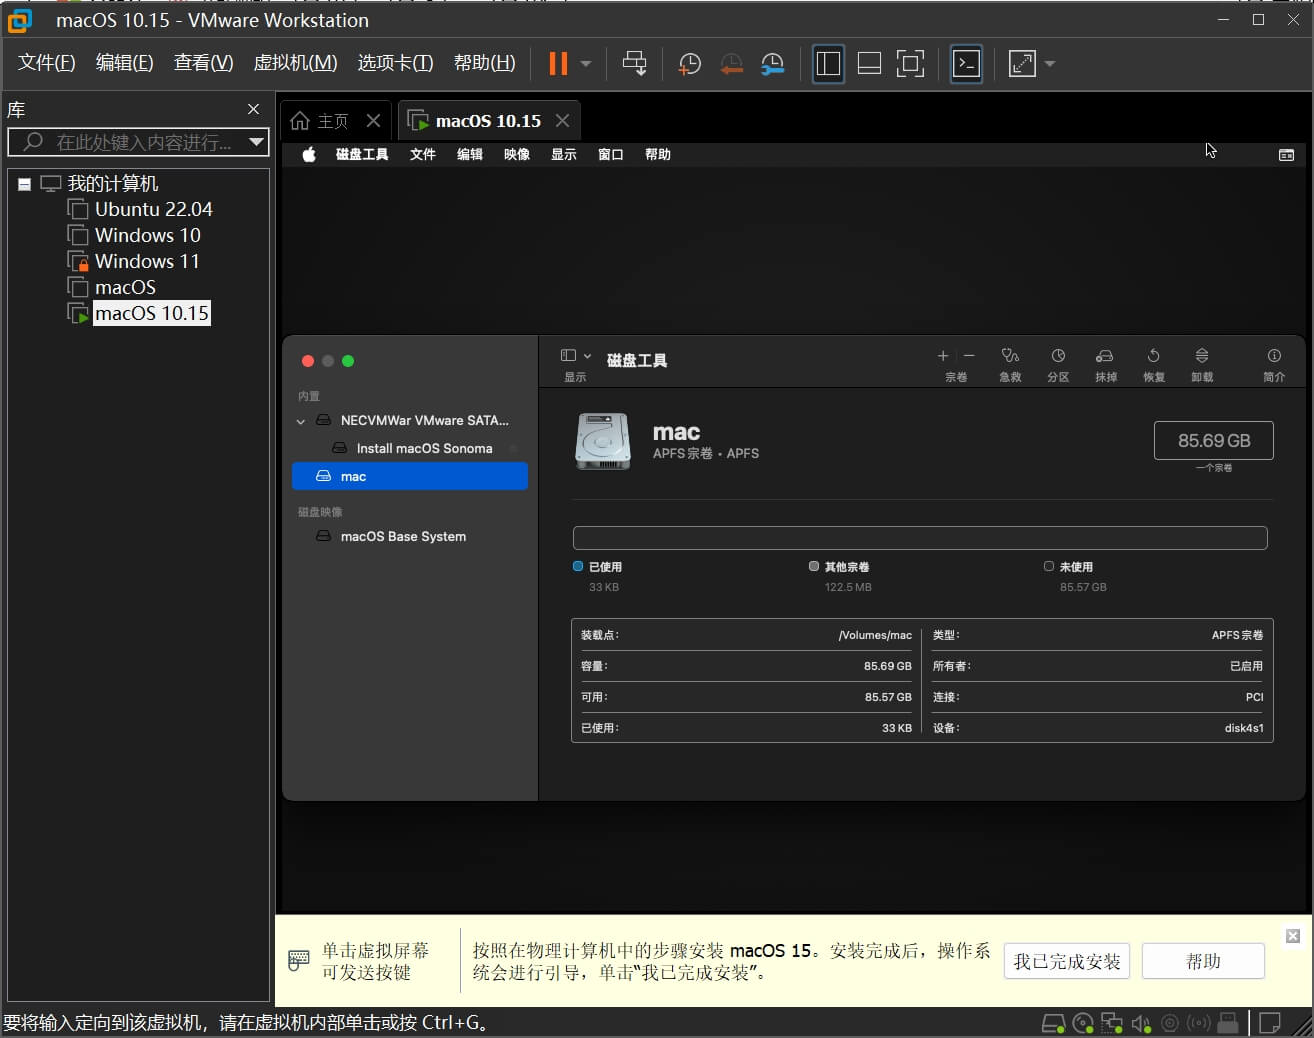 macOS 10.15 - VMware Workstation
文件(F) 编辑(E) 查看(V) 虚拟机(M) 选项卡(T) 帮助(H)
库
在此处键入内容进行...
我的计算机
Ubuntu 22.04
Windows 10
Windows 11
macOS
macOS 10.15
主页
macOS 10.15
磁盘工具 文件 编辑 映像 显示 窗口 帮助
内置
NECVMWar VMware SATA...
Install macOS Sonoma
mac
磁盘映像
macOS Base System
显示
磁盘工具
宗卷 急救 分区 抹掉 恢复 卸载 简介
mac
APFS宗卷 • APFS
85.69 GB
一个宗卷
已使用
33 KB
其他宗卷
122.5 MB
未使用
85.57 GB
装载点: /Volumes/mac
容量: 85.69 GB
可用: 85.57 GB
已使用: 33 KB
类型: APFS宗卷
所有者: 已启用
连接: PCI
设备: disk4s1
单击虚拟屏幕
可发送按键
按照在物理计算机中的步骤安装 macOS 15。安装完成后，操作系
统会进行引导，单击“我已完成安装”。
我已完成安装
帮助
要将输入定向到该虚拟机，请在虚拟机内部单击或按 Ctrl+G。